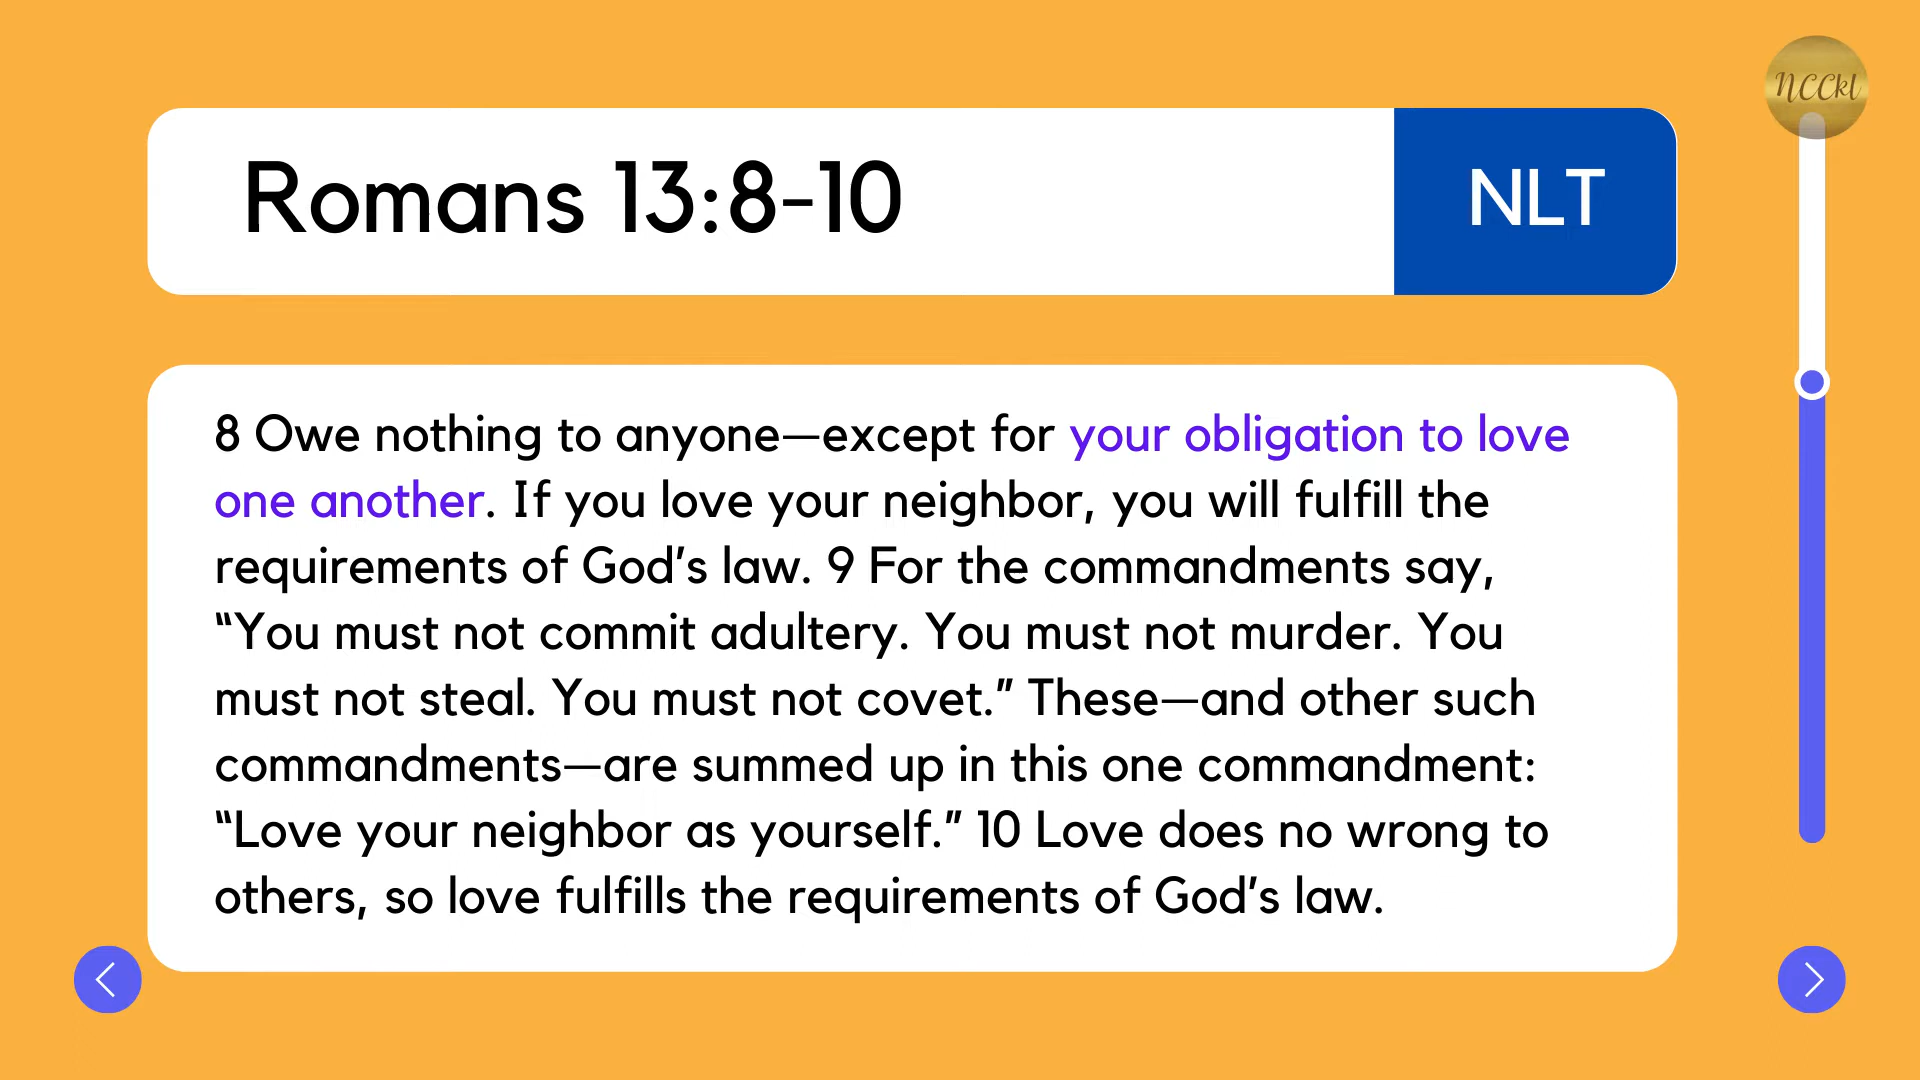 NCCkl
Romans 13:8-10
NLT
8 Owe nothing to anyone—except for your obligation to love
one another. If you love your neighbor, you will fulfill the
requirements of God’s law. 9 For the commandments say,
“You must not commit adultery. You must not murder. You
must not steal. You must not covet.” These—and other such
commandments—are summed up in this one commandment:
“Love your neighbor as yourself.” 10 Love does no wrong to
others, so love fulfills the requirements of God’s law.